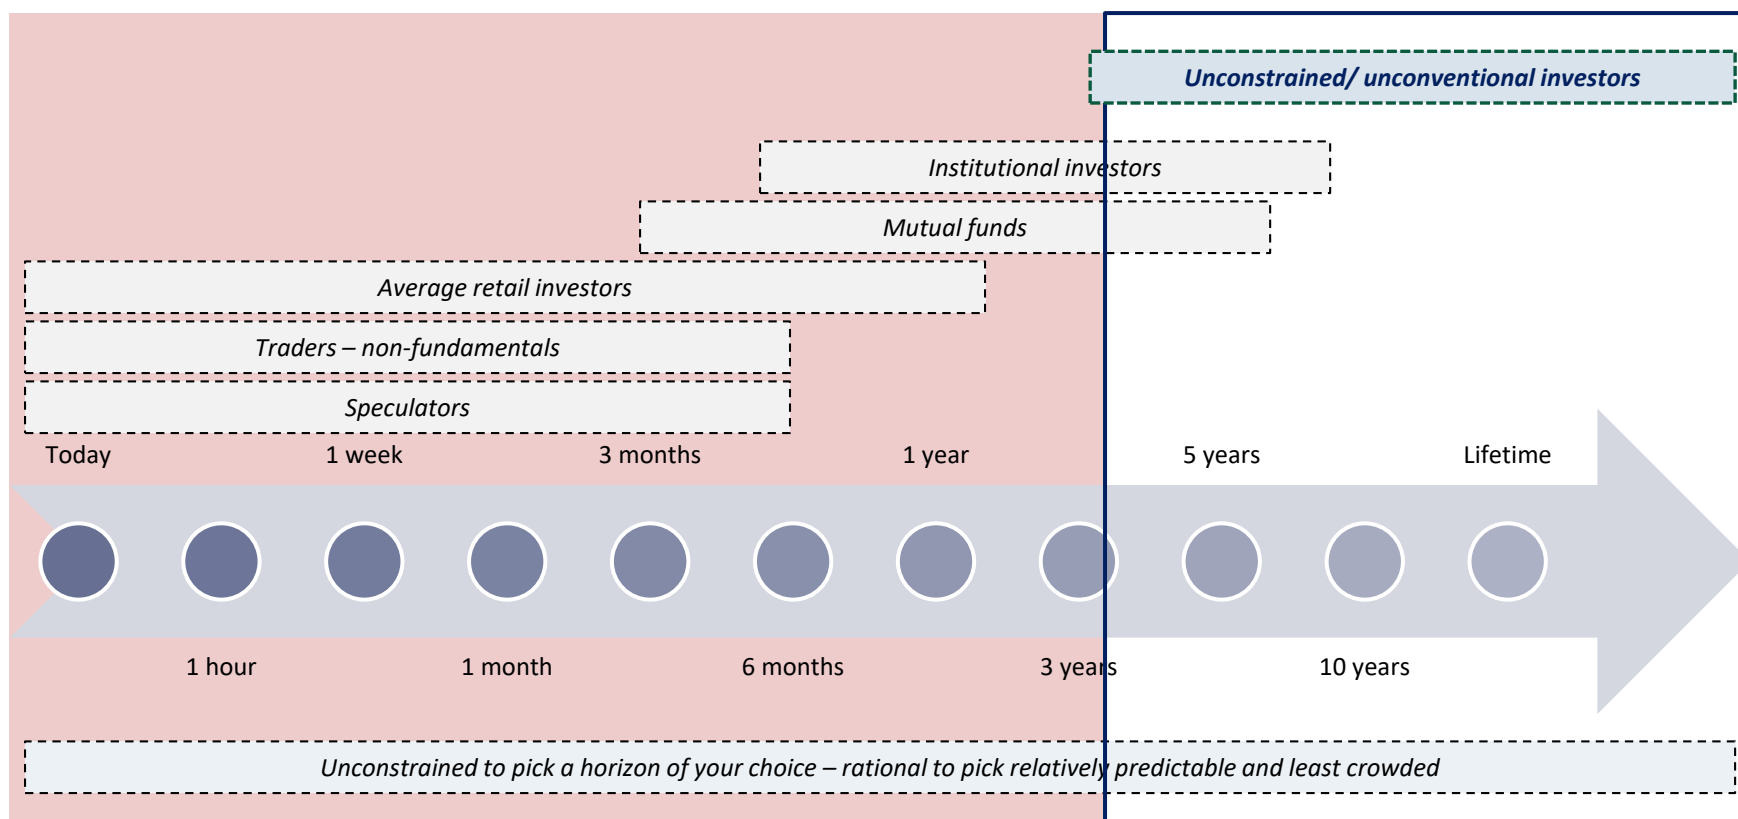 Unconstrained/ unconventional investors
Institutional investors
Mutual funds
Average retail investors
Traders – non-fundamentals
Speculators
Today 1 week 3 months 1 year 5 years Lifetime
1 hour 1 month 6 months 3 years 10 years
Unconstrained to pick a horizon of your choice – rational to pick relatively predictable and least crowded